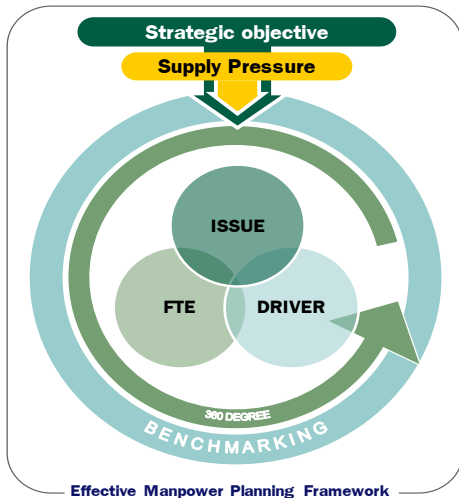 Strategic objective
Supply Pressure
ISSUE
FTE
DRIVER
360 DEGREE
BENCHMARKING
Effective Manpower Planning Framework